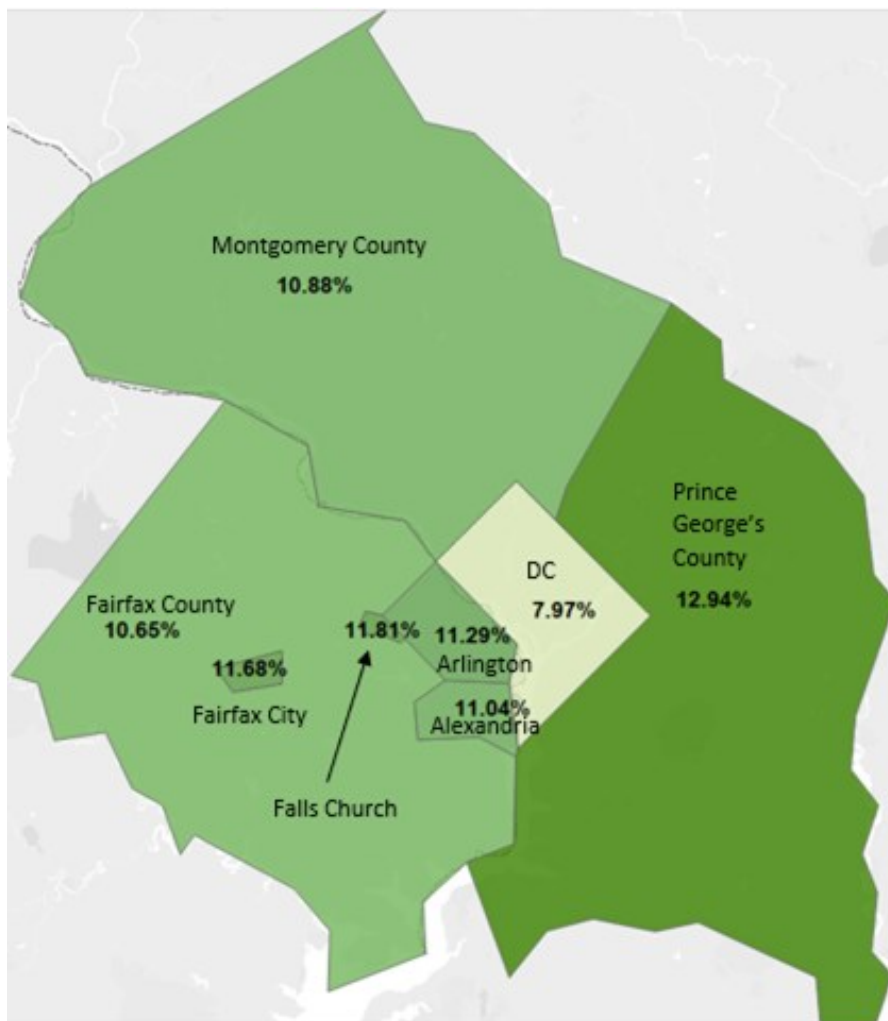 Montgomery County
10.88%
Prince
George's
County
12.94%
DC
7.97%
Fairfax County
10.65%
11.81%
11.29%
Arlington
11.68%
Fairfax City
11.04%
Alexandria
Falls Church